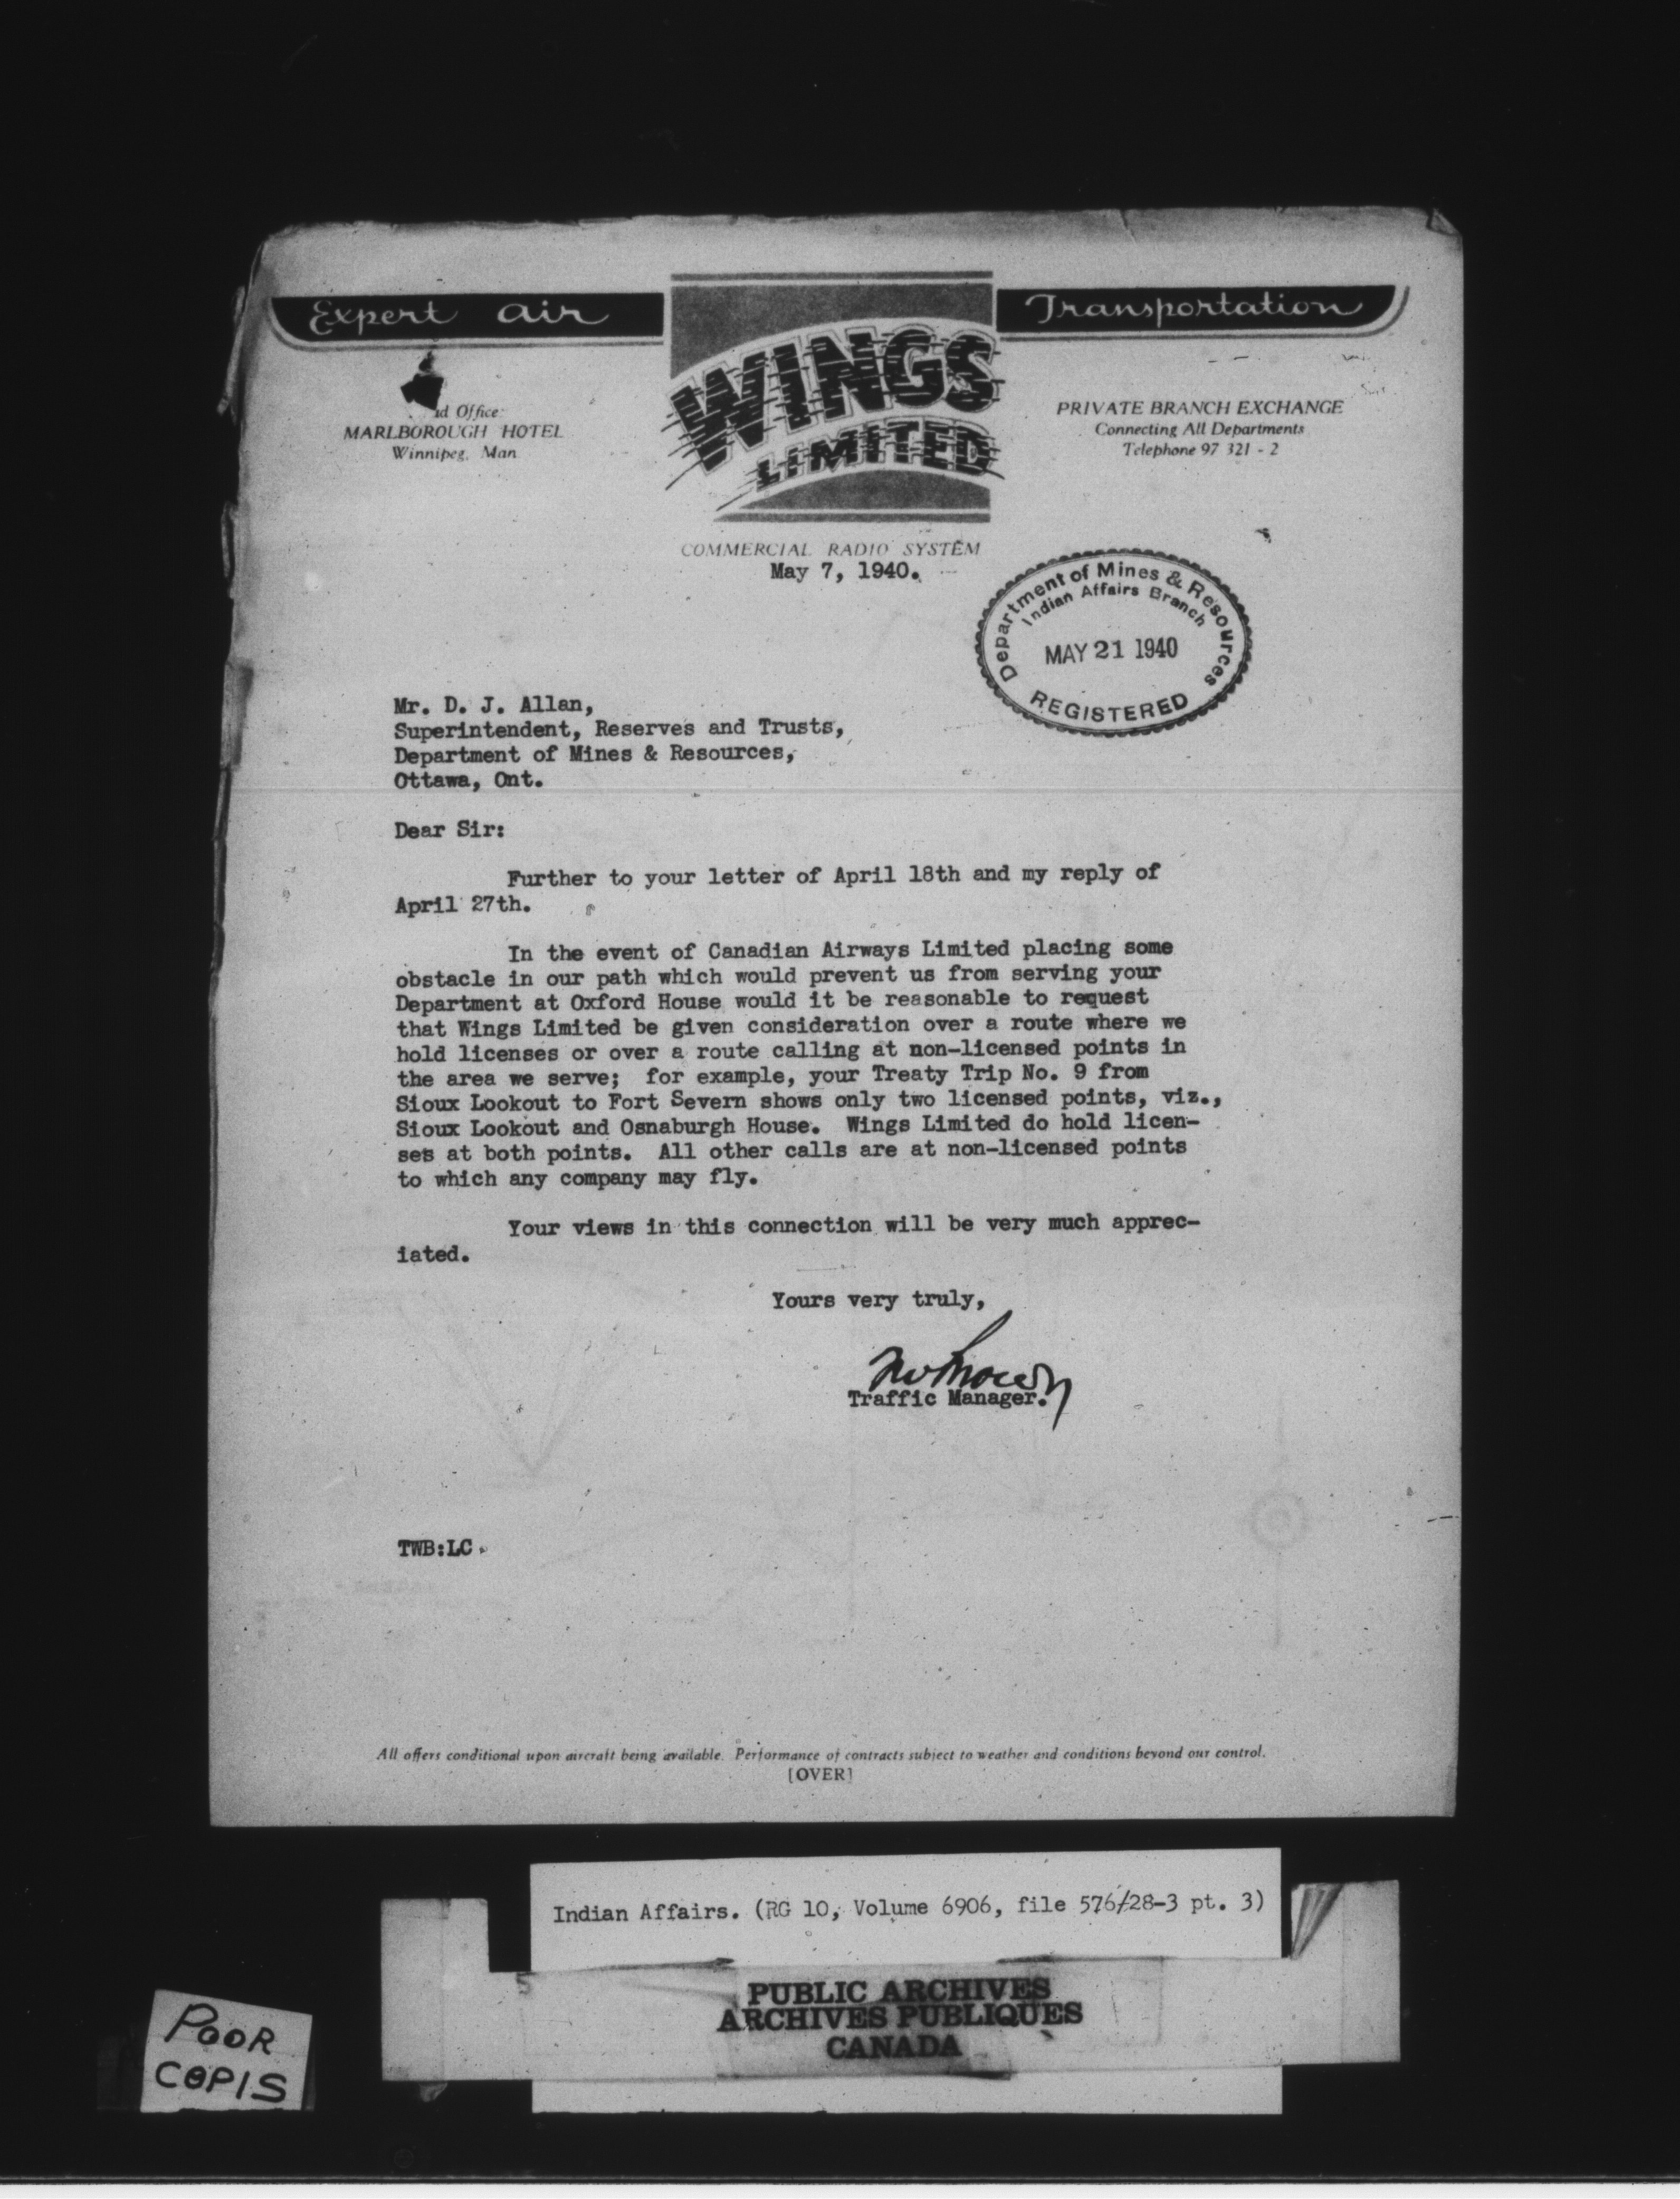 Expert Air
Transportation
WINGS
LIMITED
Office
MARLBOROUGH HOTEL
Winnipeg, Man
PRIVATE BRANCH EXCHANGE
Connecting All Departments
Telephone 97 321 - 2
COMMERCIAL RADIO SYSTEM
May 7, 1940.
Department of Mines & Resources
Indian Affairs Branch
MAY 21 1940
REGISTERED
Mr. D. J. Allan,
Superintendent, Reserves and Trusts,
Department of Mines & Resources,
Ottawa, Ont.
Dear Sir:
Further to your letter of April 18th and my reply of
April 27th.
In the event of Canadian Airways Limited placing some
obstacle in our path which would prevent us from serving your
Department at Oxford House would it be reasonable to request
that Wings Limited be given consideration over a route where we
hold licenses or over a route calling at non-licensed points in
the area we serve; for example, your Treaty Trip No. 9 from
Sioux Lookout to Fort Severn shows only two licensed points, viz.,
Sioux Lookout and Osnaburgh House. Wings Limited do hold licen-
ses at both points. All other calls are at non-licensed points
to which any company may fly.
Your views in this connection will be very much apprec-
iated.
Yours very truly,
Traffic Manager.
TWB:LC.
All offers conditional upon aircraft being available. Performance of contracts subject to weather and conditions beyond our control.
[OVER]
Indian Affairs. (RG 10, Volume 6906, file 576/28-3 pt. 3)
PUBLIC ARCHIVES
ARCHIVES PUBLIQUES
CANADA
POOR
COPIS